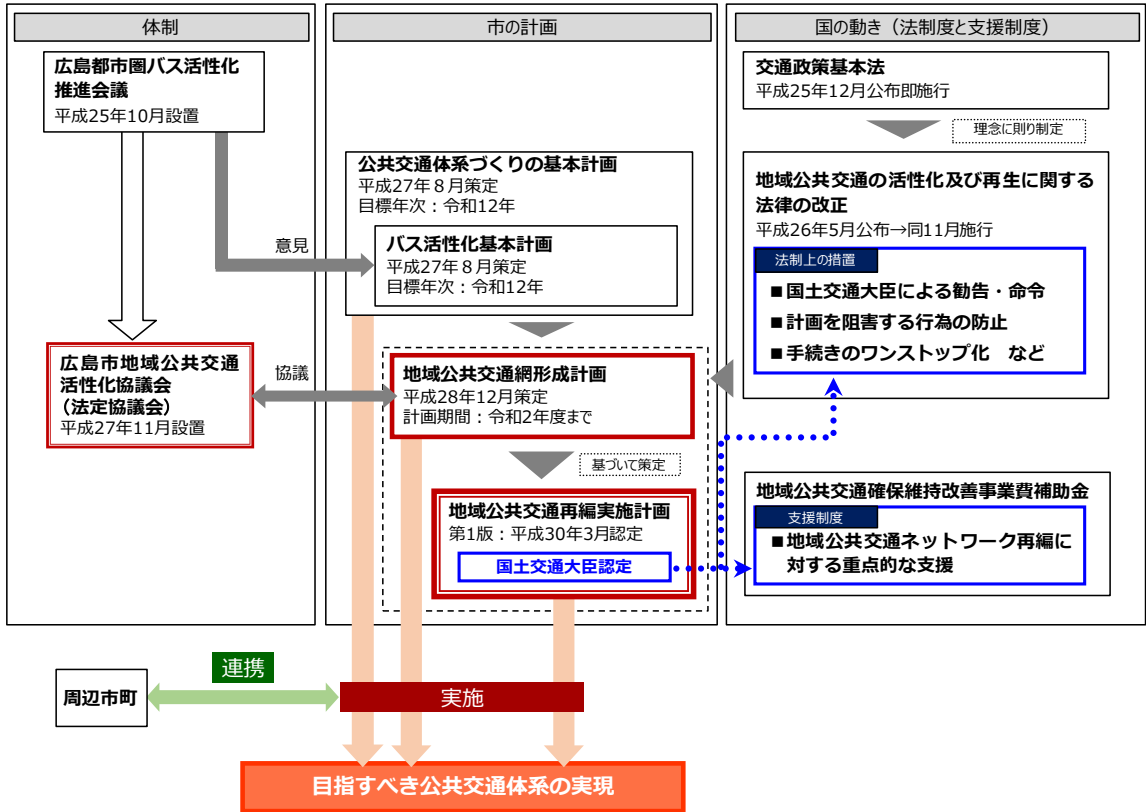 体制
広島都市圏バス活性化
推進会議
平成25年10月設置
意見
広島市地域公共交通
活性化協議会
（法定協議会）
平成27年11月設置
協議
市の計画
公共交通体系づくりの基本計画
平成27年８月策定
目標年次：令和12年
バス活性化基本計画
平成27年８月策定
目標年次：令和12年
地域公共交通網形成計画
平成28年12月策定
計画期間：令和2年度まで
基づいて策定
地域公共交通再編実施計画
第1版：平成30年3月認定
国土交通大臣認定
国の動き（法制度と支援制度）
交通政策基本法
平成25年12月公布即施行
理念に則り制定
地域公共交通の活性化及び再生に関する
法律の改正
平成26年5月公布→同11月施行
法制上の措置
■国土交通大臣による勧告・命令
■計画を阻害する行為の防止
■手続きのワンストップ化　など
地域公共交通確保維持改善事業費補助金
支援制度
■地域公共交通ネットワーク再編に
対する重点的な支援
周辺市町
連携
実施
目指すべき公共交通体系の実現